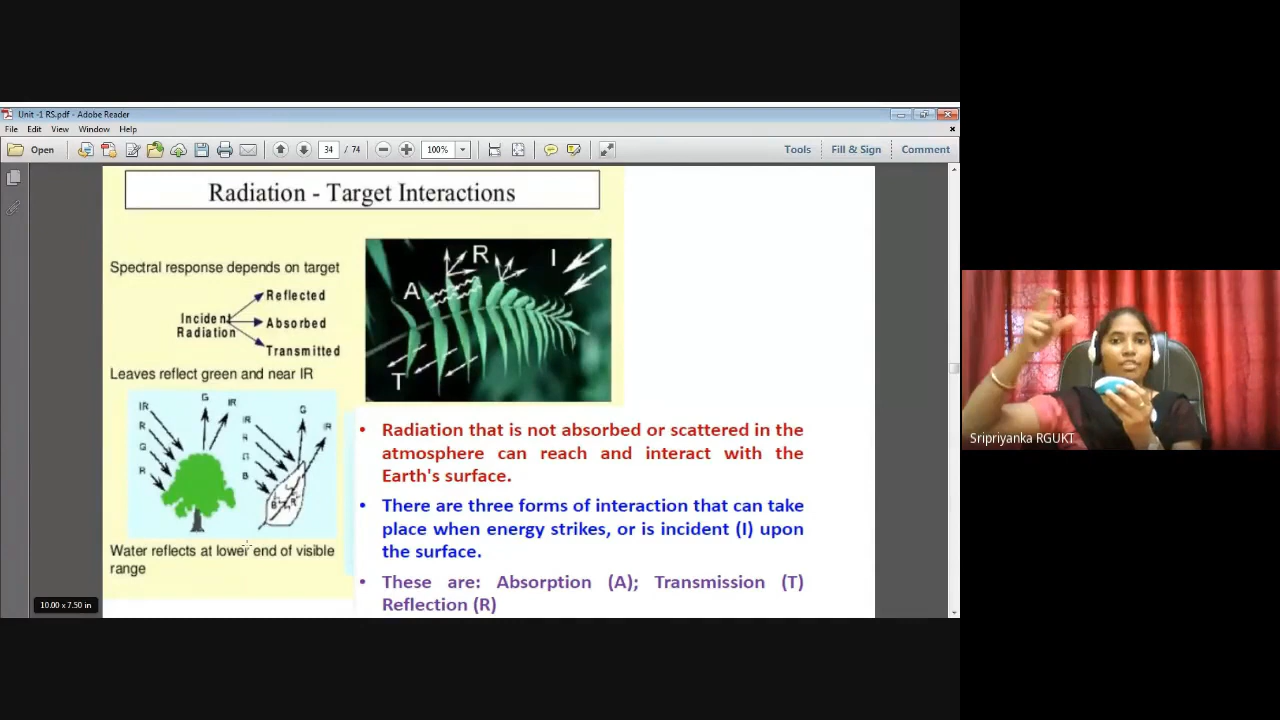 Unit -1 RS.pdf - Adobe Reader
File Edit View Window Help
Open 34 / 74 100% Tools Fill & Sign Comment
Radiation - Target Interactions
Spectral response depends on target
Incident Radiation
Reflected
Absorbed
Transmitted
Leaves reflect green and near IR
IR
R
G
R
G
IR
IR
R
G
B
G
R
Water reflects at lower end of visible
range
R
I
A
T
• Radiation that is not absorbed or scattered in the
atmosphere can reach and interact with the
Earth's surface.
• There are three forms of interaction that can take
place when energy strikes, or is incident (I) upon
the surface.
• These are: Absorption (A); Transmission (T)
Reflection (R)
10.00 x 7.50 in
Sripriyanka RGUKT